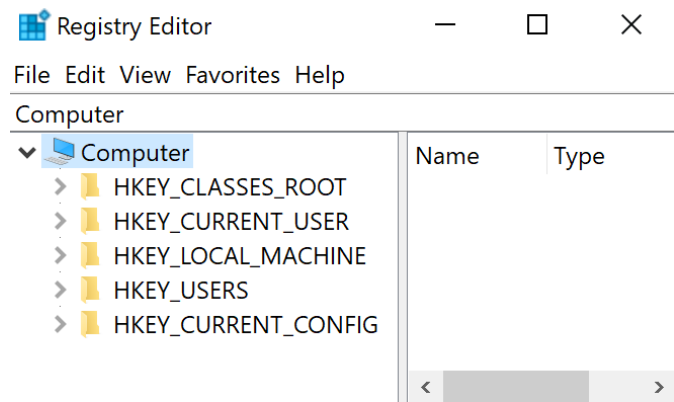 Registry Editor
File Edit View Favorites Help
Computer
Computer
HKEY_CLASSES_ROOT
HKEY_CURRENT_USER
HKEY_LOCAL_MACHINE
HKEY_USERS
HKEY_CURRENT_CONFIG
Name Type